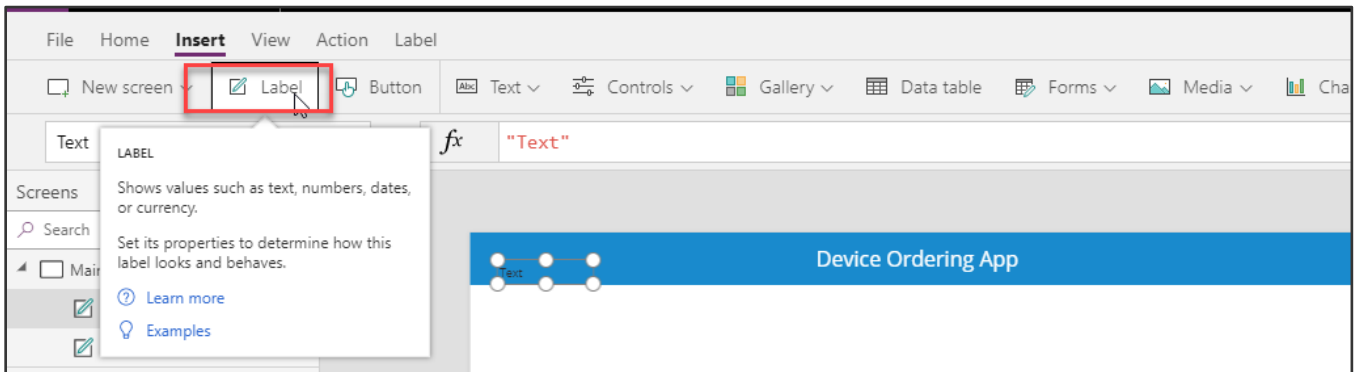 File Home Insert View Action Label
New screen Label Button Abc Text Controls Gallery Data table Forms Media Cha
Text fx "Text"
LABEL
Shows values such as text, numbers, dates,
or currency.
Set its properties to determine how this
label looks and behaves.
Learn more
Examples
Screens
Search
Main
Text Device Ordering App